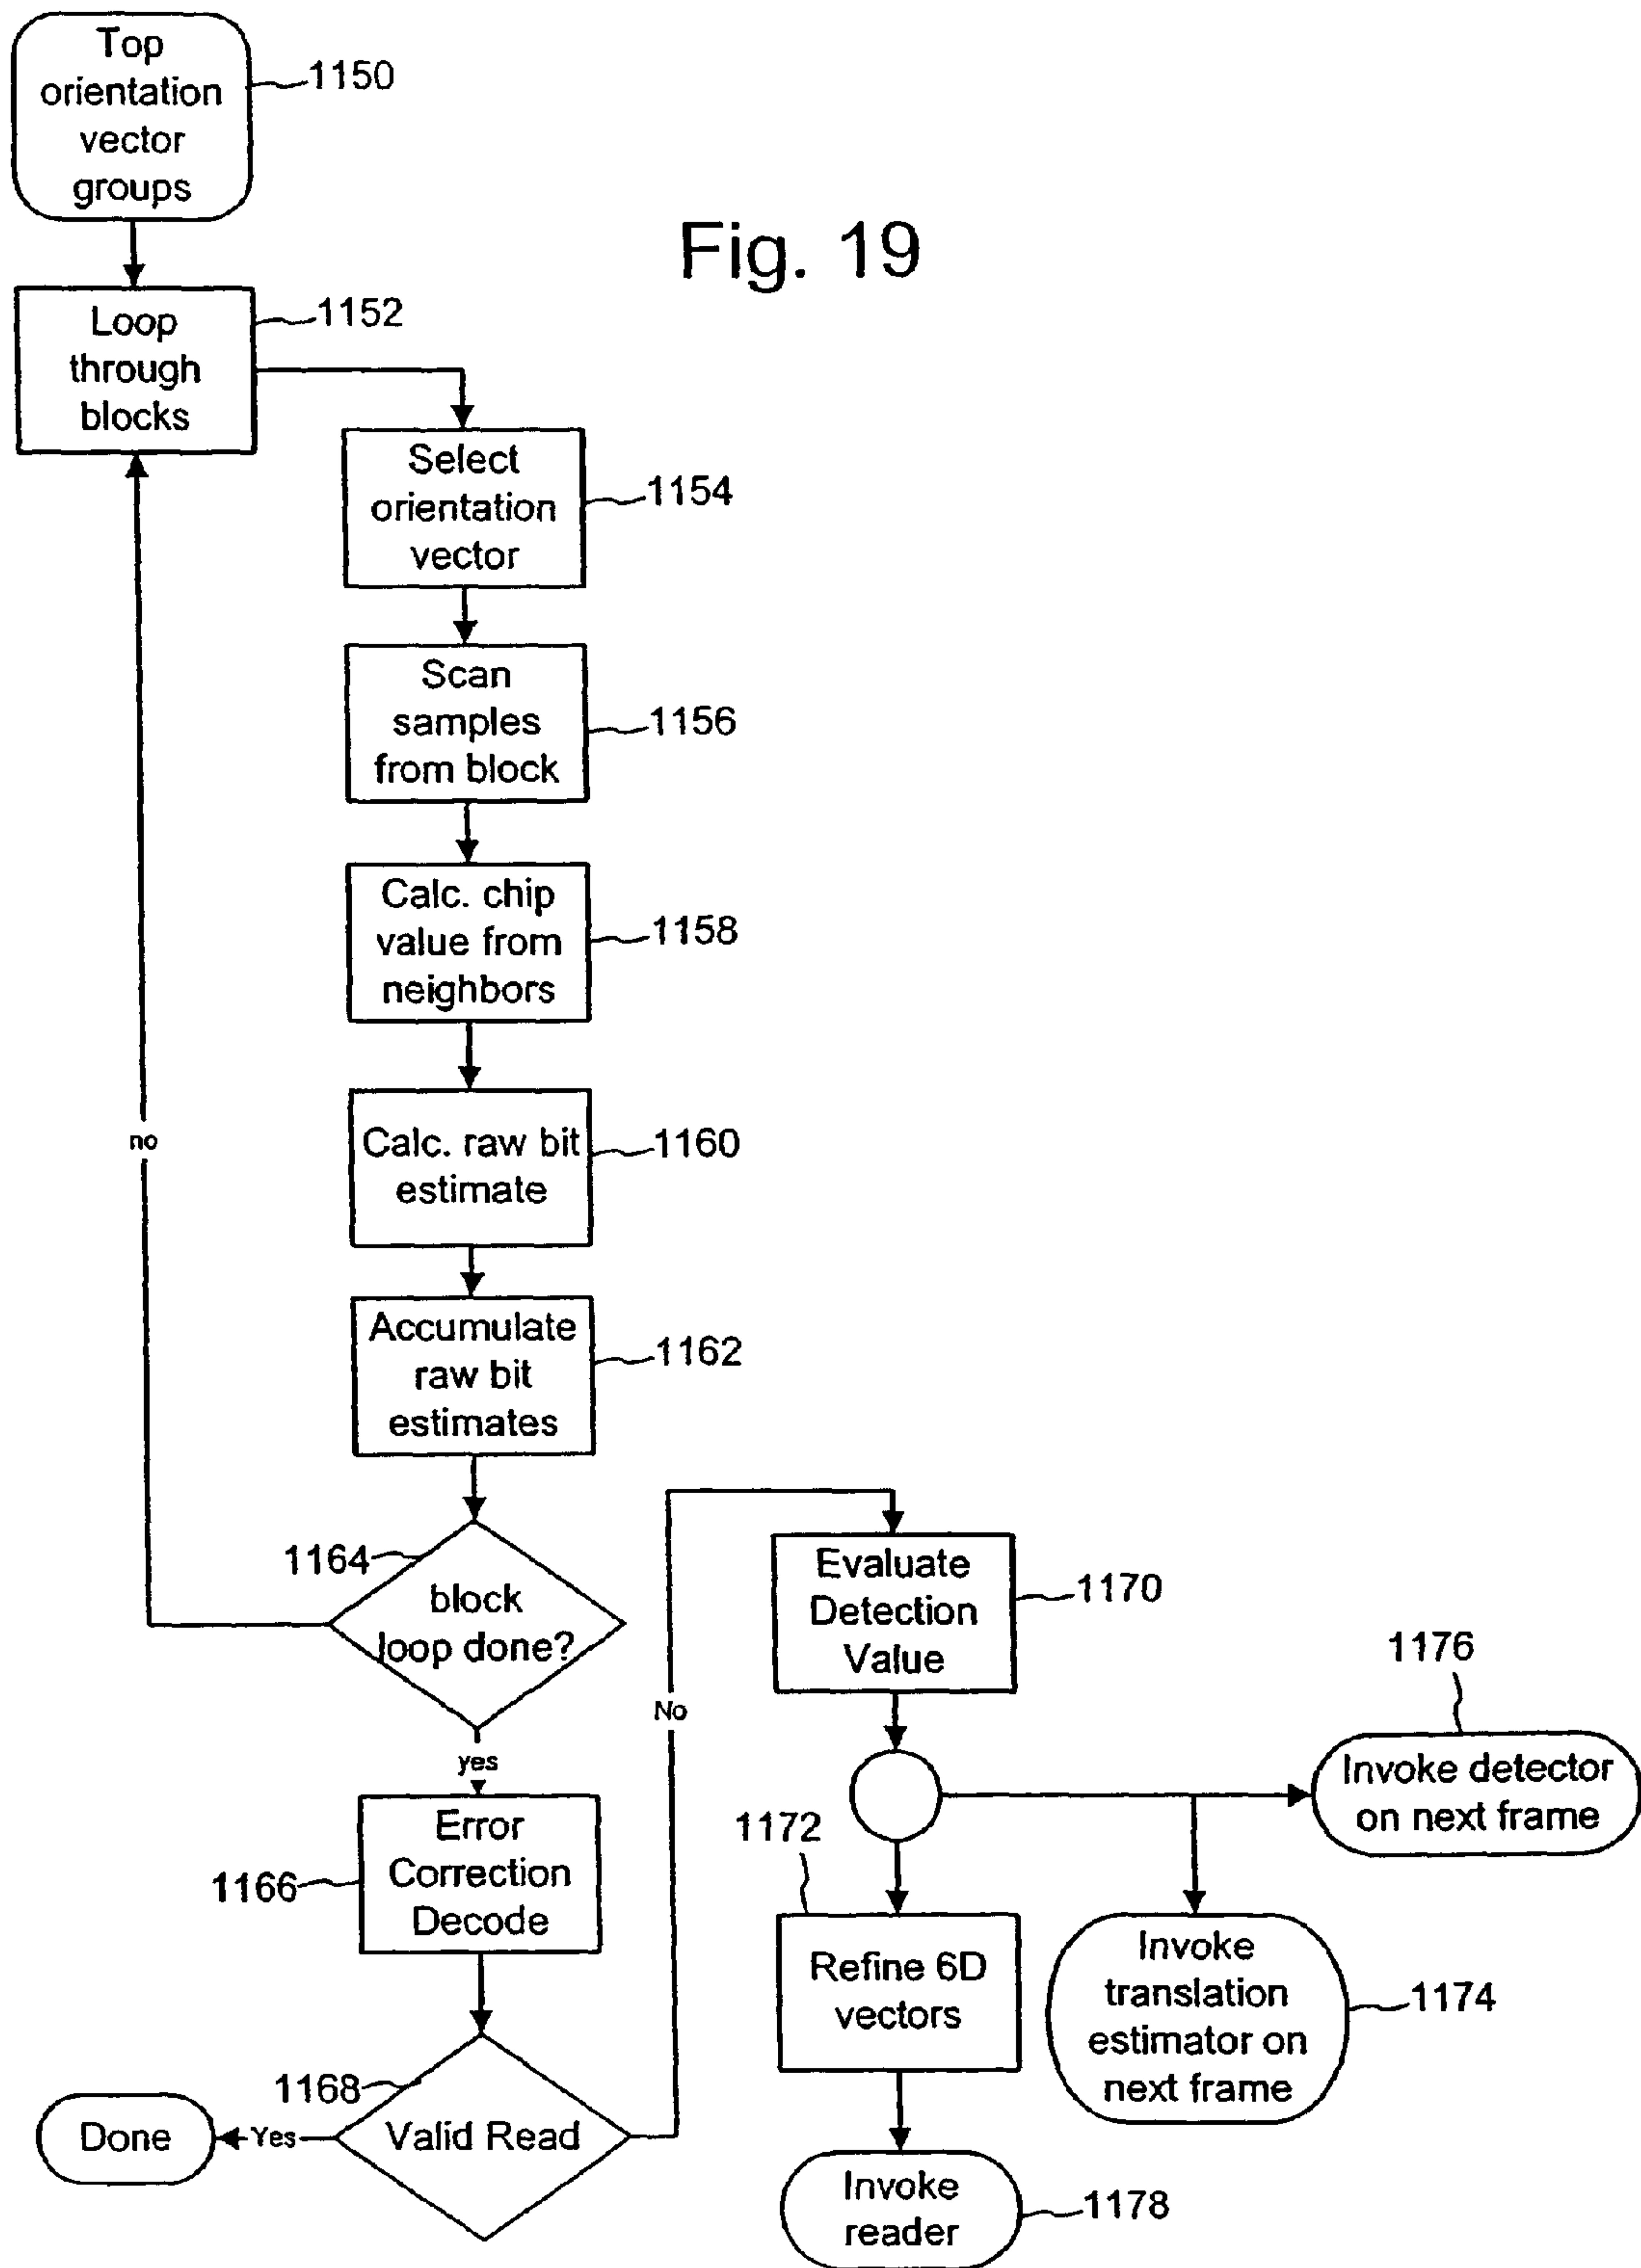 Top
orientation
vector
groups
1150
Fig. 19
Loop
through
blocks
1152
Select
orientation
vector
1154
Scan
samples
from block
1156
Calc. chip
value from
neighbors
1158
no
Calc. raw bit
estimate
1160
Accumulate
raw bit
estimates
1162
1164
block
loop done?
yes
Error
Correction
Decode
1166
1168
Valid Read
Yes
Done
No
Evaluate
Detection
Value
1170
1176
Invoke detector
on next frame
1172
Refine 6D
vectors
Invoke
translation
estimator on
next frame
1174
Invoke
reader
1178